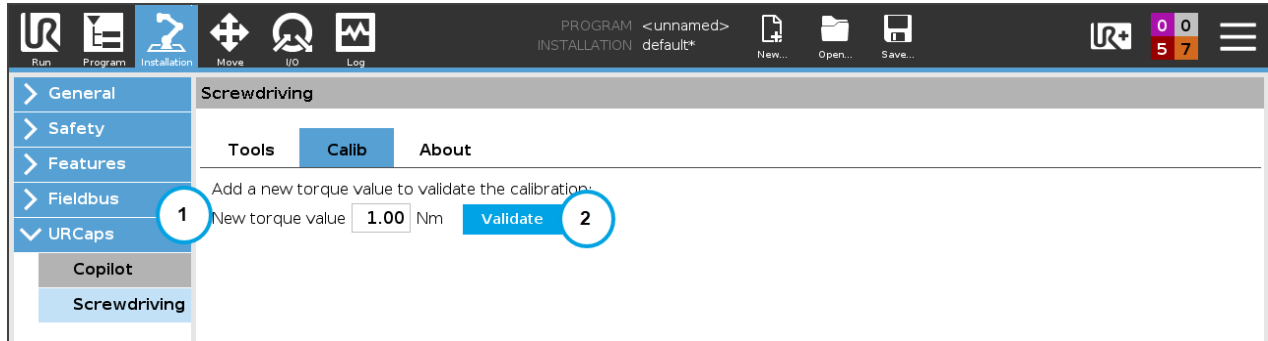 UR
PROGRAM <unnamed>
INSTALLATION default*
UR+
0 0
5 7
Run Program Installation Move I/O Log New... Open... Save...
General
Safety
Features
Fieldbus
URCaps
Copilot
Screwdriving
Screwdriving
Tools Calib About
Add a new torque value to validate the calibration:
1 New torque value 1.00 Nm Validate 2